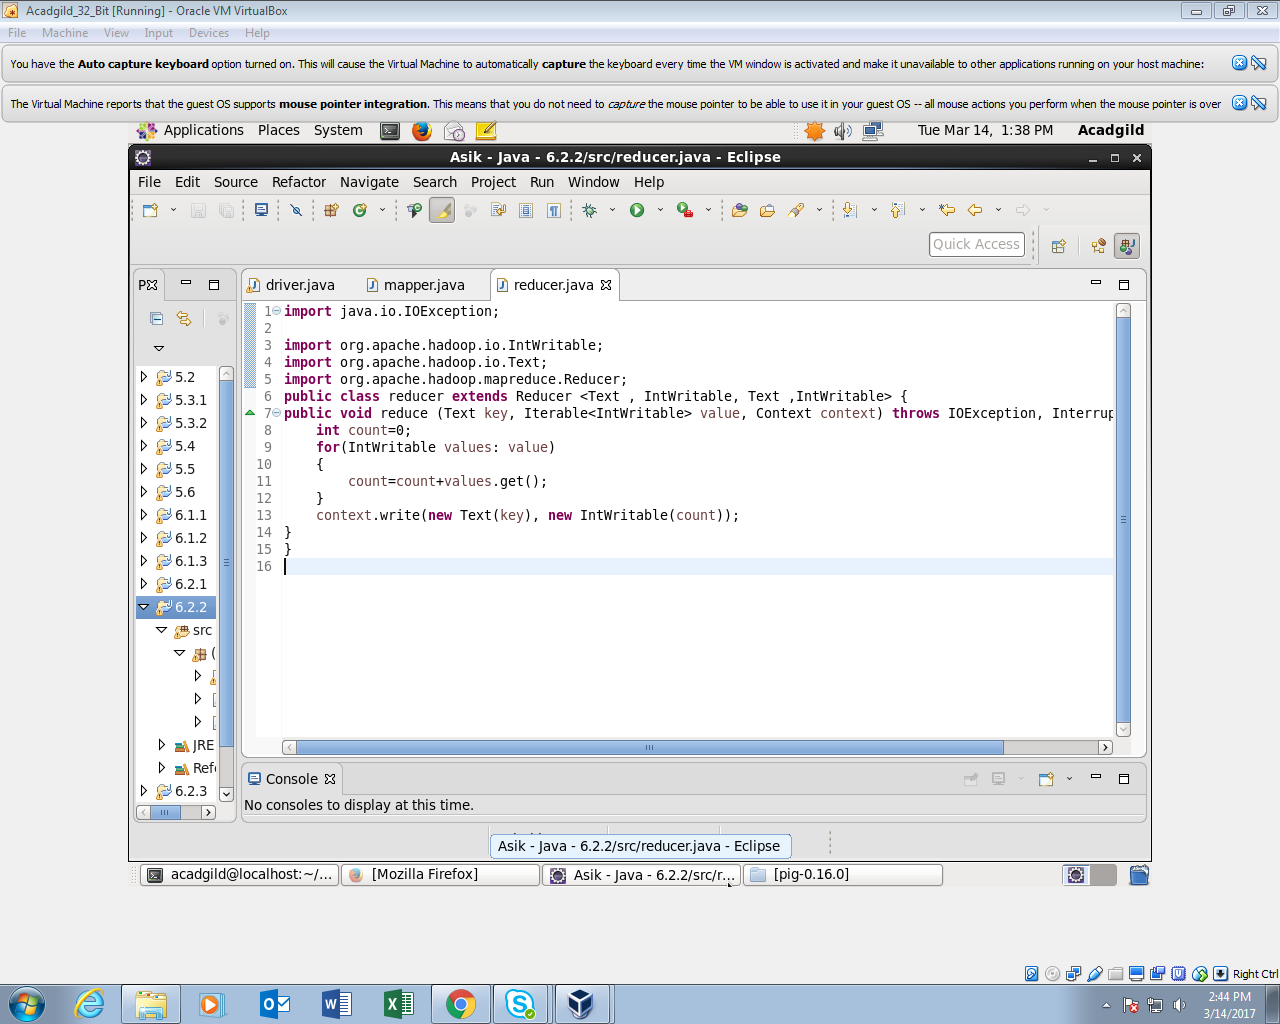 Acadgild_32_Bit [Running] - Oracle VM VirtualBox
File Machine View Input Devices Help
You have the Auto capture keyboard option turned on. This will cause the Virtual Machine to automatically capture the keyboard every time the VM window is activated and make it unavailable to other applications running on your host machine:
The Virtual Machine reports that the guest OS supports mouse pointer integration. This means that you do not need to capture the mouse pointer to be able to use it in your guest OS -- all mouse actions you perform when the mouse pointer is over
Applications Places System Tue Mar 14, 1:38 PM Acadgild
Asik - Java - 6.2.2/src/reducer.java - Eclipse
File Edit Source Refactor Navigate Search Project Run Window Help
Quick Access
P driver.java mapper.java reducer.java
1 import java.io.IOException;
2
3 import org.apache.hadoop.io.IntWritable;
4 import org.apache.hadoop.io.Text;
5 import org.apache.hadoop.mapreduce.Reducer;
6 public class reducer extends Reducer <Text , IntWritable, Text ,IntWritable> {
7 public void reduce (Text key, Iterable<IntWritable> value, Context context) throws IOException, Interrup
8 int count=0;
9 for(IntWritable values: value)
10 {
11 count=count+values.get();
12 }
13 context.write(new Text(key), new IntWritable(count));
14 }
15 }
16
5.2
5.3.1
5.3.2
5.4
5.5
5.6
6.1.1
6.1.2
6.1.3
6.2.1
6.2.2
src
(
JRE
Refe
6.2.3
Console
No consoles to display at this time.
Asik - Java - 6.2.2/src/reducer.java - Eclipse
acadgild@localhost:~/... [Mozilla Firefox] Asik - Java - 6.2.2/src/r... [pig-0.16.0]
Right Ctrl
2:44 PM
3/14/2017